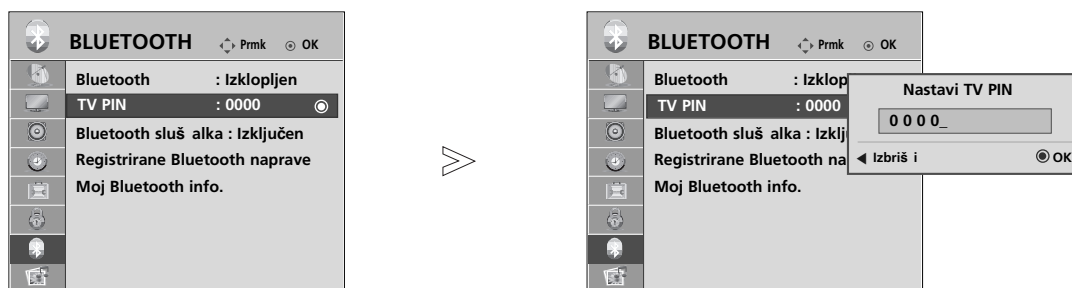 BLUETOOTH Prmk OK
Bluetooth : Izklopljen
TV PIN : 0000
Bluetooth sluš alka : Izključen
Registrirane Bluetooth naprave
Moj Bluetooth info.
BLUETOOTH Prmk OK
Bluetooth : Izklop
TV PIN : 0000
Bluetooth sluš alka : Izklj
Registrirane Bluetooth na
Moj Bluetooth info.
Nastavi TV PIN
0 0 0 0_
Izbriš i OK